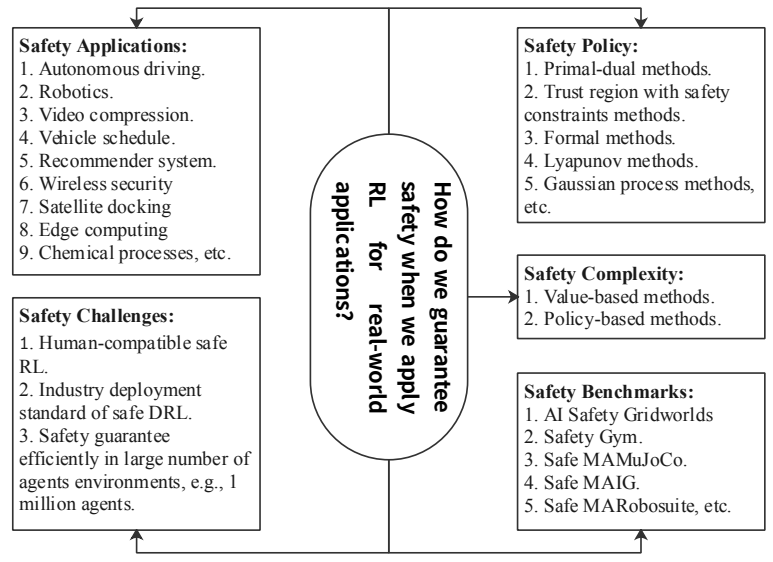 Safety Applications:
1. Autonomous driving.
2. Robotics.
3. Video compression.
4. Vehicle schedule.
5. Recommender system.
6. Wireless security
7. Satellite docking
8. Edge computing
9. Chemical processes, etc.
Safety Challenges:
1. Human-compatible safe
RL.
2. Industry deployment
standard of safe DRL.
3. Safety guarantee
efficiently in large number of
agents environments, e.g., 1
million agents.
How do we guarantee
safety when we apply
RL for real-world
applications?
Safety Policy:
1. Primal-dual methods.
2. Trust region with safety
constraints methods.
3. Formal methods.
4. Lyapunov methods.
5. Gaussian process methods,
etc.
Safety Complexity:
1. Value-based methods.
2. Policy-based methods.
Safety Benchmarks:
1. AI Safety Gridworlds
2. Safety Gym.
3. Safe MAMuJoCo.
4. Safe MAIG.
5. Safe MARobosuite, etc.